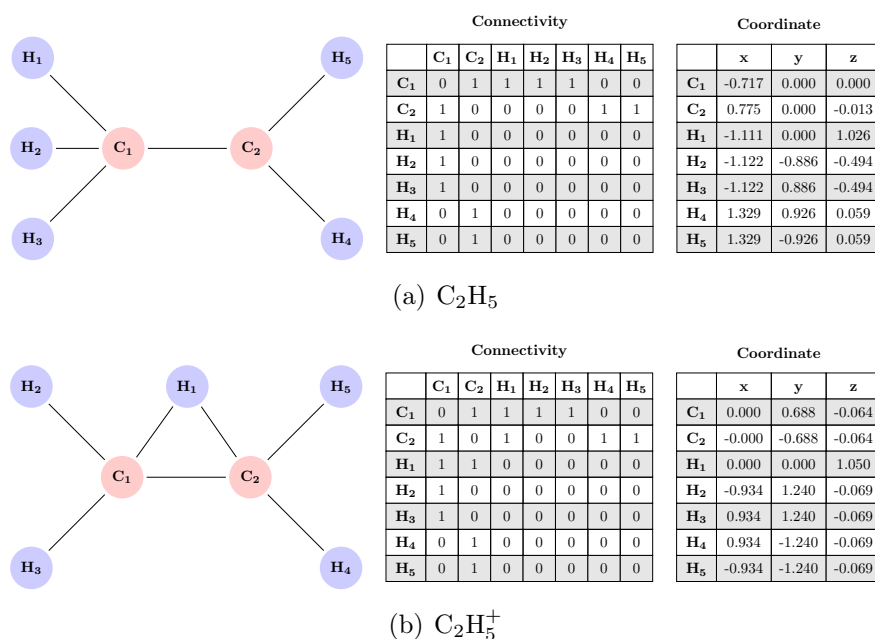 Connectivity Coordinate
H₁ H₅
H₂ C₁ C₂
H₃ H₄
C₁ C₂ H₁ H₂ H₃ H₄ H₅
C₁ 0 1 1 1 1 0 0
C₂ 1 0 0 0 0 1 1
H₁ 1 0 0 0 0 0 0
H₂ 1 0 0 0 0 0 0
H₃ 1 0 0 0 0 0 0
H₄ 0 1 0 0 0 0 0
H₅ 0 1 0 0 0 0 0
x y z
C₁ -0.717 0.000 0.000
C₂ 0.775 0.000 -0.013
H₁ -1.111 0.000 1.026
H₂ -1.122 -0.886 -0.494
H₃ -1.122 0.886 -0.494
H₄ 1.329 0.926 0.059
H₅ 1.329 -0.926 0.059
(a) C₂H₅
Connectivity Coordinate
H₂ H₁ H₅
C₁ C₂
H₃ H₄
C₁ C₂ H₁ H₂ H₃ H₄ H₅
C₁ 0 1 1 1 1 0 0
C₂ 1 0 1 0 0 1 1
H₁ 1 1 0 0 0 0 0
H₂ 1 0 0 0 0 0 0
H₃ 1 0 0 0 0 0 0
H₄ 0 1 0 0 0 0 0
H₅ 0 1 0 0 0 0 0
x y z
C₁ 0.000 0.688 -0.064
C₂ -0.000 -0.688 -0.064
H₁ 0.000 0.000 1.050
H₂ -0.934 1.240 -0.069
H₃ 0.934 1.240 -0.069
H₄ 0.934 -1.240 -0.069
H₅ -0.934 -1.240 -0.069
(b) C₂H₅⁺